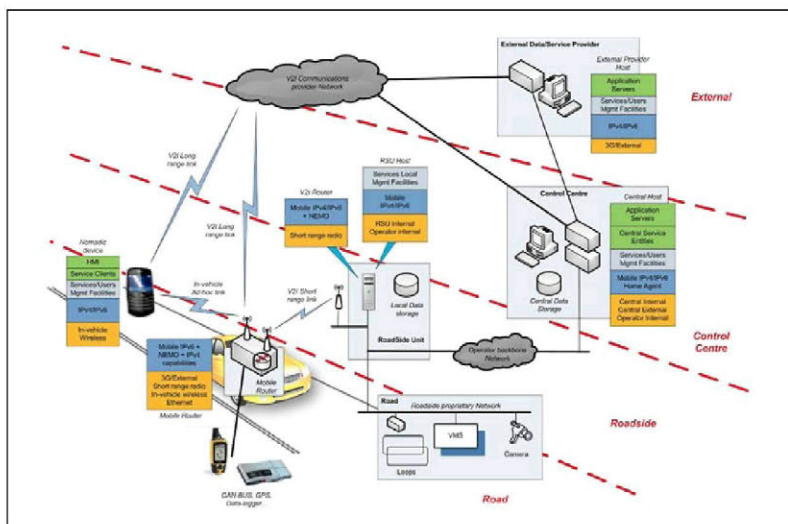 External Data/Service Provider
External Provider
Host
Application
Servers
Services/Users
Mgmt Facilities
IPv4/IPv6
3G/External
External
V2I Communications
provider Network
V2I Long
range link
V2I Long
range link
RSU Host
Services Local
Mgmt Facilities
Mobile
IPv4/IPv6
RSU Internal
Operator internal
V2I Router
Mobile IPv4/IPv6
+ NEMO
Short range radio
Control Centre
Central Host
Application
Servers
Central Service
Entities
Services/Users
Mgmt Facilities
Mobile IPv4/IPv6
Home Agent
Central Internal
Central External
Operator Internal
Central Data
Storage
Control
Centre
Nomadic
device
HMI
Service Clients
Services/Users
Mgmt Facilities
IPv4/IPv6
In-vehicle
Wireless
In-vehicle
Ad-hoc link
V2I Short
range link
Local Data
storage
RoadSide Unit
Operator backbone
Network
Mobile IPv6 +
NEMO + IPv4
capabilities
3G/External
Short range radio
In-vehicle wireless
Ethernet
Mobile Router
Mobile
Router
Road
Roadside proprietary Network
Loops
VMS
Camera
Roadside
CAN-BUS, GPS,
Data-logger...
Road